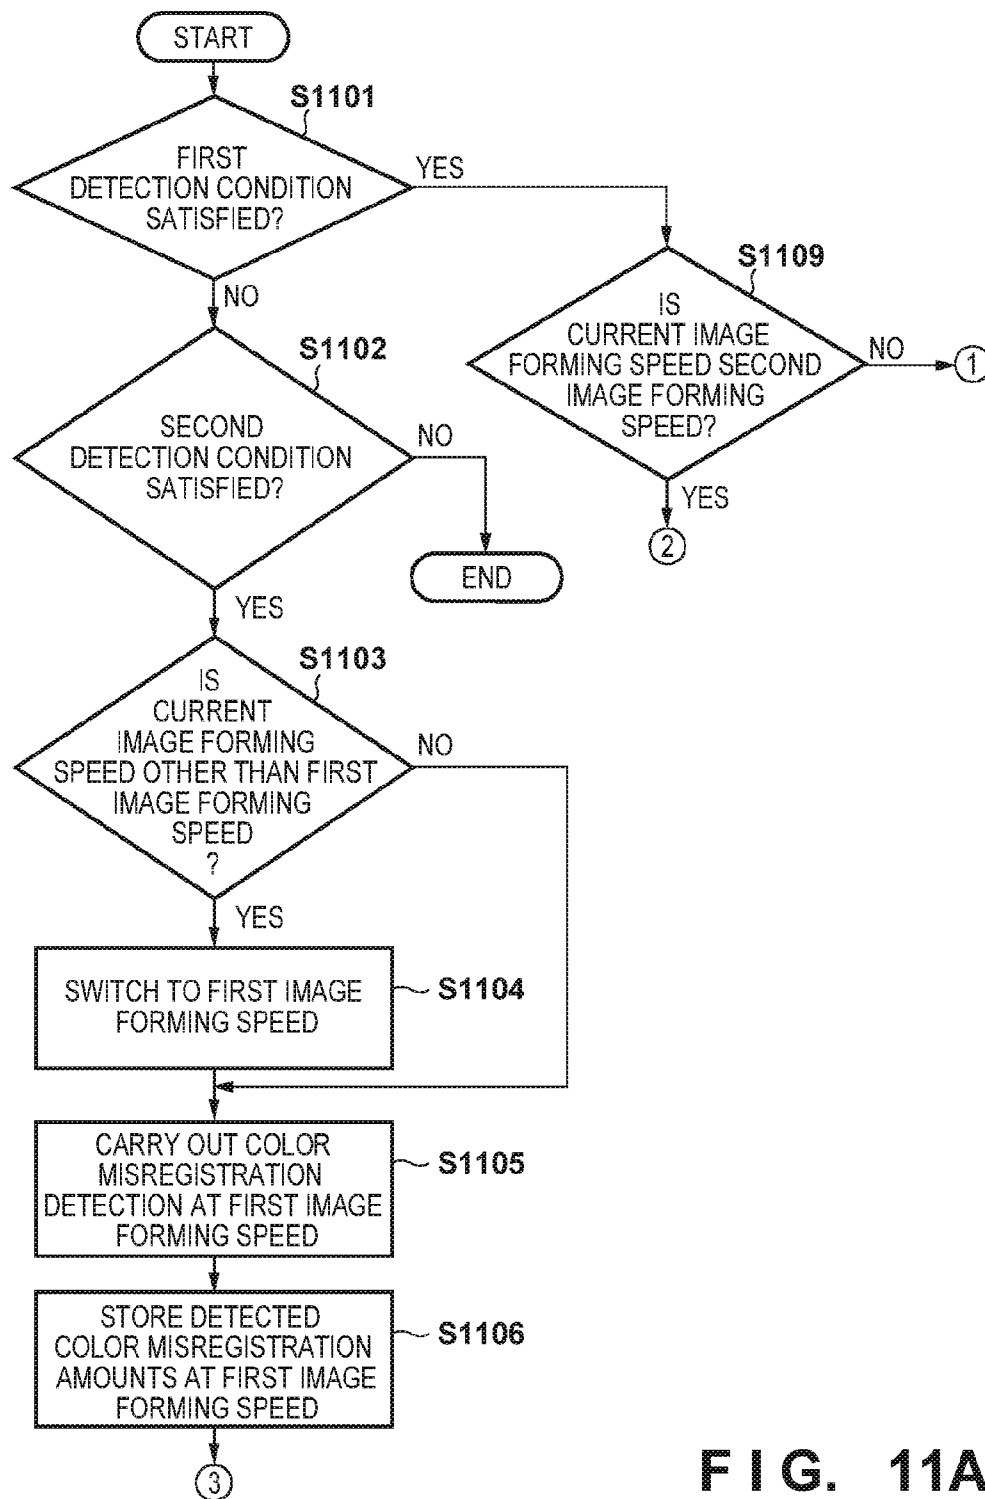 START
S1101
FIRST
DETECTION CONDITION
SATISFIED?
YES
NO
S1109
IS
CURRENT IMAGE
FORMING SPEED SECOND
IMAGE FORMING
SPEED?
NO
1
YES
2
S1102
SECOND
DETECTION CONDITION
SATISFIED?
NO
END
YES
S1103
IS
CURRENT
IMAGE FORMING
SPEED OTHER THAN FIRST
IMAGE FORMING
SPEED
?
NO
YES
SWITCH TO FIRST IMAGE
FORMING SPEED
S1104
CARRY OUT COLOR
MISREGISTRATION
DETECTION AT FIRST IMAGE
FORMING SPEED
S1105
STORE DETECTED
COLOR MISREGISTRATION
AMOUNTS AT FIRST IMAGE
FORMING SPEED
S1106
3
FIG. 11A